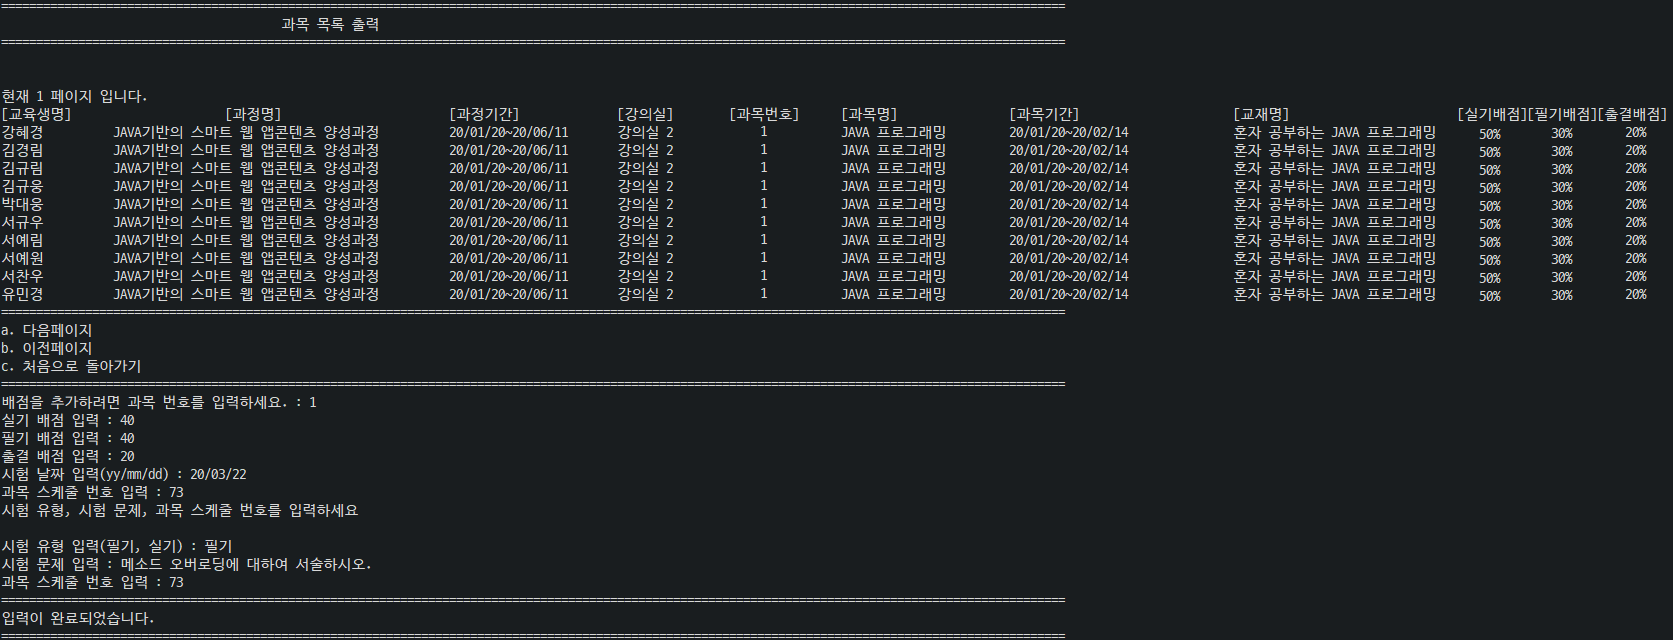 ================================================================================
과목 목록 출력
================================================================================
현재 1 페이지 입니다.
[교육생명] [과정명] [과정기간] [강의실] [과목번호] [과목명] [과목기간] [교재명] [실기배점][필기배점][출결배점]
강혜경 JAVA기반의 스마트 웹 앱콘텐츠 양성과정 20/01/20~20/06/11 강의실 2 1 JAVA 프로그래밍 20/01/20~20/02/14 혼자 공부하는 JAVA 프로그래밍 50% 30% 20%
김경림 JAVA기반의 스마트 웹 앱콘텐츠 양성과정 20/01/20~20/06/11 강의실 2 1 JAVA 프로그래밍 20/01/20~20/02/14 혼자 공부하는 JAVA 프로그래밍 50% 30% 20%
김규림 JAVA기반의 스마트 웹 앱콘텐츠 양성과정 20/01/20~20/06/11 강의실 2 1 JAVA 프로그래밍 20/01/20~20/02/14 혼자 공부하는 JAVA 프로그래밍 50% 30% 20%
김규웅 JAVA기반의 스마트 웹 앱콘텐츠 양성과정 20/01/20~20/06/11 강의실 2 1 JAVA 프로그래밍 20/01/20~20/02/14 혼자 공부하는 JAVA 프로그래밍 50% 30% 20%
박대웅 JAVA기반의 스마트 웹 앱콘텐츠 양성과정 20/01/20~20/06/11 강의실 2 1 JAVA 프로그래밍 20/01/20~20/02/14 혼자 공부하는 JAVA 프로그래밍 50% 30% 20%
서규우 JAVA기반의 스마트 웹 앱콘텐츠 양성과정 20/01/20~20/06/11 강의실 2 1 JAVA 프로그래밍 20/01/20~20/02/14 혼자 공부하는 JAVA 프로그래밍 50% 30% 20%
서예림 JAVA기반의 스마트 웹 앱콘텐츠 양성과정 20/01/20~20/06/11 강의실 2 1 JAVA 프로그래밍 20/01/20~20/02/14 혼자 공부하는 JAVA 프로그래밍 50% 30% 20%
서예원 JAVA기반의 스마트 웹 앱콘텐츠 양성과정 20/01/20~20/06/11 강의실 2 1 JAVA 프로그래밍 20/01/20~20/02/14 혼자 공부하는 JAVA 프로그래밍 50% 30% 20%
서찬우 JAVA기반의 스마트 웹 앱콘텐츠 양성과정 20/01/20~20/06/11 강의실 2 1 JAVA 프로그래밍 20/01/20~20/02/14 혼자 공부하는 JAVA 프로그래밍 50% 30% 20%
유민경 JAVA기반의 스마트 웹 앱콘텐츠 양성과정 20/01/20~20/06/11 강의실 2 1 JAVA 프로그래밍 20/01/20~20/02/14 혼자 공부하는 JAVA 프로그래밍 50% 30% 20%
================================================================================
a. 다음페이지
b. 이전페이지
c. 처음으로 돌아가기
================================================================================
배점을 추가하려면 과목 번호를 입력하세요. : 1
실기 배점 입력 : 40
필기 배점 입력 : 40
출결 배점 입력 : 20
시험 날짜 입력(yy/mm/dd) : 20/03/22
과목 스케줄 번호 입력 : 73
시험 유형, 시험 문제, 과목 스케줄 번호를 입력하세요
시험 유형 입력(필기, 실기) : 필기
시험 문제 입력 : 메소드 오버로딩에 대하여 서술하시오.
과목 스케줄 번호 입력 : 73
================================================================================
입력이 완료되었습니다.
================================================================================